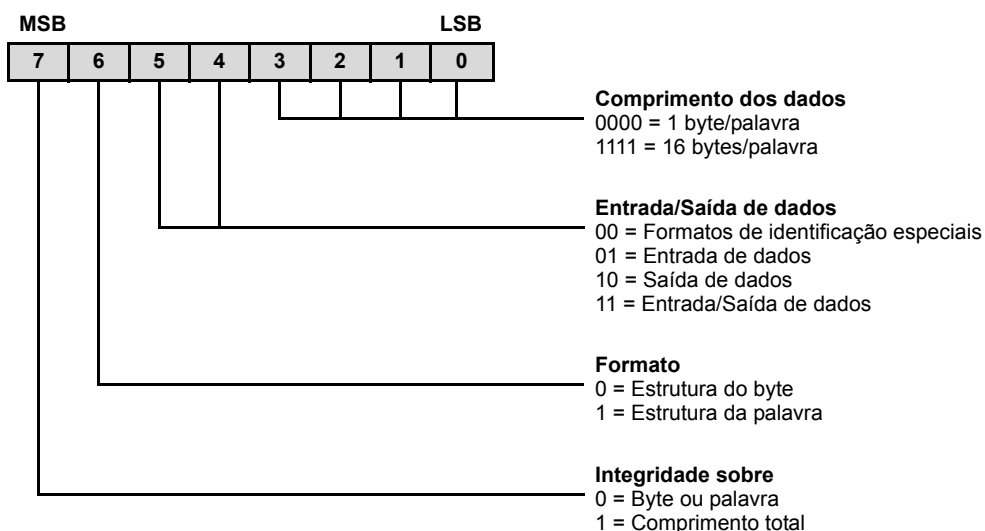 MSB LSB
7 6 5 4 3 2 1 0
Comprimento dos dados
0000 = 1 byte/palavra
1111 = 16 bytes/palavra
Entrada/Saída de dados
00 = Formatos de identificação especiais
01 = Entrada de dados
10 = Saída de dados
11 = Entrada/Saída de dados
Formato
0 = Estrutura do byte
1 = Estrutura da palavra
Integridade sobre
0 = Byte ou palavra
1 = Comprimento total